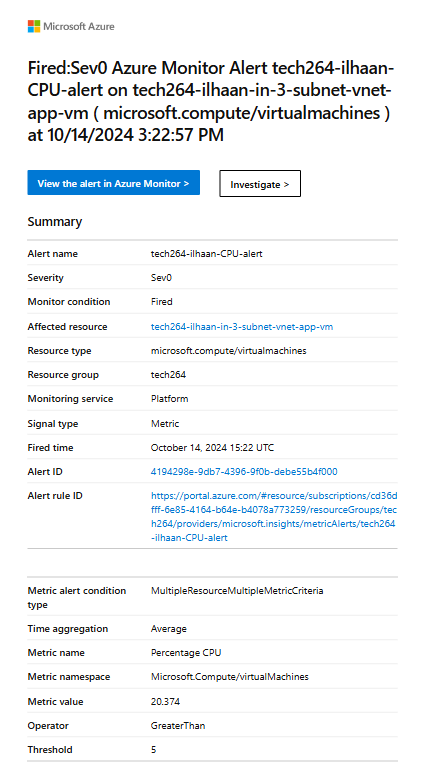 Microsoft Azure
Fired:Sev0 Azure Monitor Alert tech264-ilhaan-
CPU-alert on tech264-ilhaan-in-3-subnet-vnet-
app-vm ( microsoft.compute/virtualmachines )
at 10/14/2024 3:22:57 PM
View the alert in Azure Monitor >
Investigate >
Summary
Alert name tech264-ilhaan-CPU-alert
Severity Sev0
Monitor condition Fired
Affected resource tech264-ilhaan-in-3-subnet-vnet-app-vm
Resource type microsoft.compute/virtualmachines
Resource group tech264
Monitoring service Platform
Signal type Metric
Fired time October 14, 2024 15:22 UTC
Alert ID 4194298e-9db7-4396-9f0b-debe55b4f000
Alert rule ID https://portal.azure.com/#resource/subscriptions/cd36d
fff-6e85-4164-b64e-b4078a773259/resourceGroups/tec
h264/providers/microsoft.insights/metricAlerts/tech264
-ilhaan-CPU-alert
Metric alert condition MultipleResourceMultipleMetricCriteria
type
Time aggregation Average
Metric name Percentage CPU
Metric namespace Microsoft.Compute/virtualMachines
Metric value 20.374
Operator GreaterThan
Threshold 5